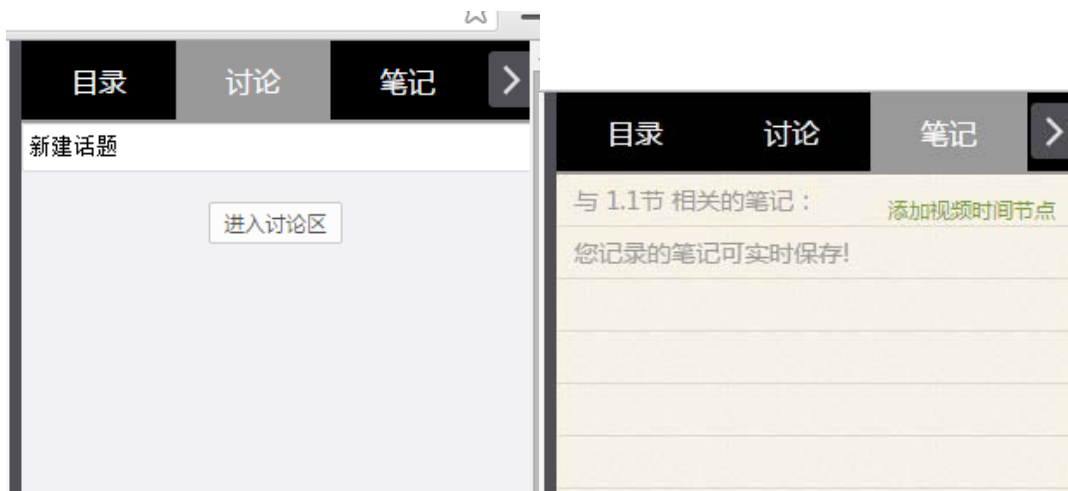 目录 讨论 笔记
新建话题
进入讨论区
目录 讨论 笔记
与 1.1节 相关的笔记： 添加视频时间节点
您记录的笔记可实时保存!